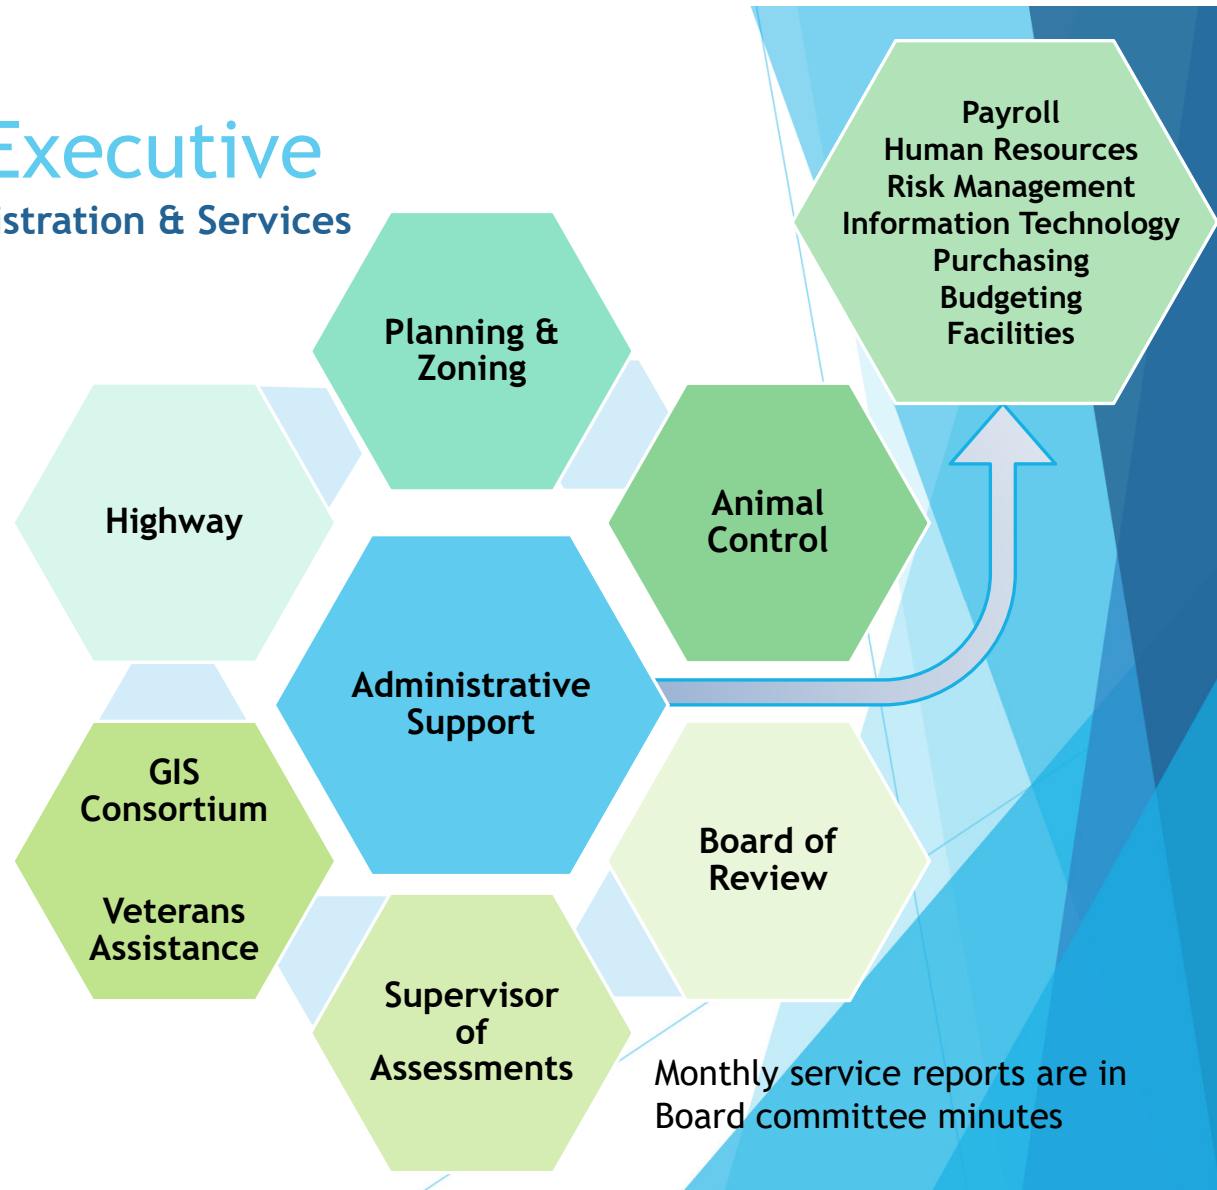 Executive
istration & Services
Payroll
Human Resources
Risk Management
Information Technology
Purchasing
Budgeting
Facilities
Planning &
Zoning
Highway
Animal
Control
Administrative
Support
GIS
Consortium
Veterans
Assistance
Board of
Review
Supervisor
of
Assessments
Monthly service reports are in
Board committee minutes